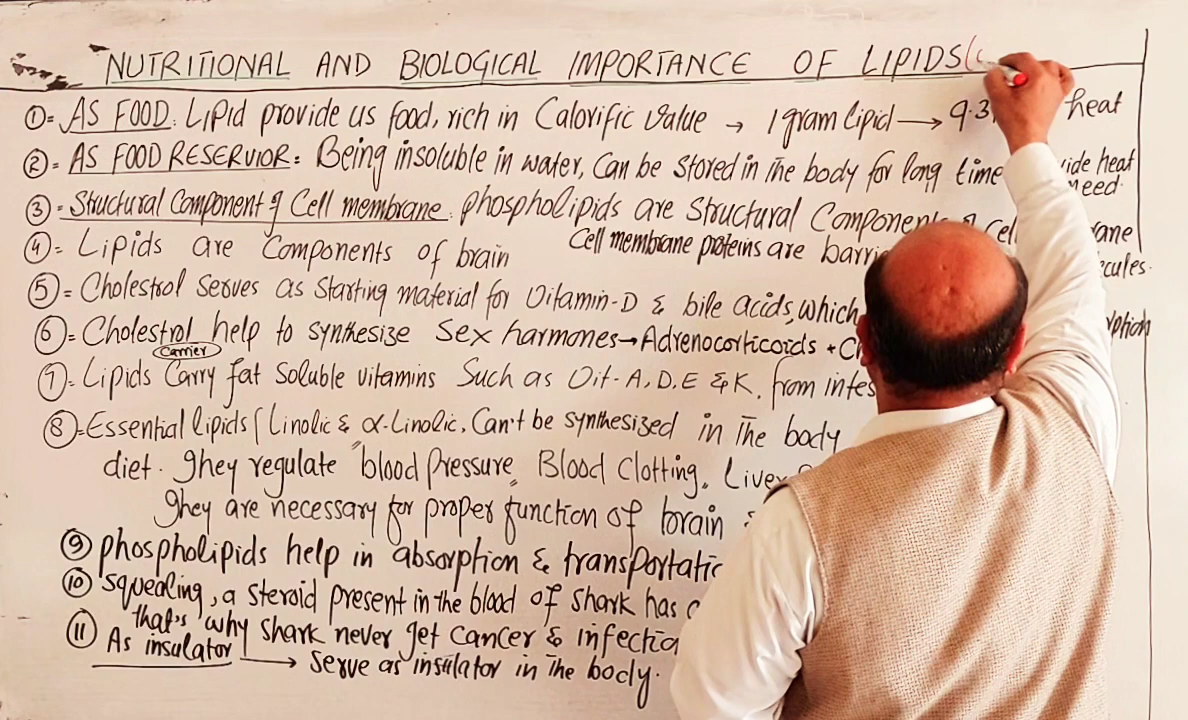 NUTRITIONAL AND BIOLOGICAL IMPORTANCE OF LIPIDS(
①= AS FOOD: Lipid provide us food, rich in Calorific value → 1 gram lipid → 9.3 heat
②= AS FOOD RESERVIOR: Being insoluble in water, Can be stored in The body for long time heat
need.
③= Structural Component of Cell membrane: phospholipids are Structural Component
④= Lipids are components of brain Cell membrane proteins are
⑤= Cholestrol serves as starting material for Vitamin-D & bile acids, which
⑥= Cholestrol help to synthesize Sex harmones → Adrenocorticoids +
Carrier
⑦= Lipids Carry fat soluble vitamins Such as Vit-A, D, E & K, from
⑧= Essential lipids ( Linolic & α-Linolic, Can't be synthesized in The body
diet. They regulate "blood pressure", Blood Clotting,
They are necessary for proper function of brain
⑨ phospholipids help in absorption &
⑩ squealing, a steroid present in the blood of shark has
that's why shark never get cancer &
⑪ As insulator → Serve as insulator in The body.